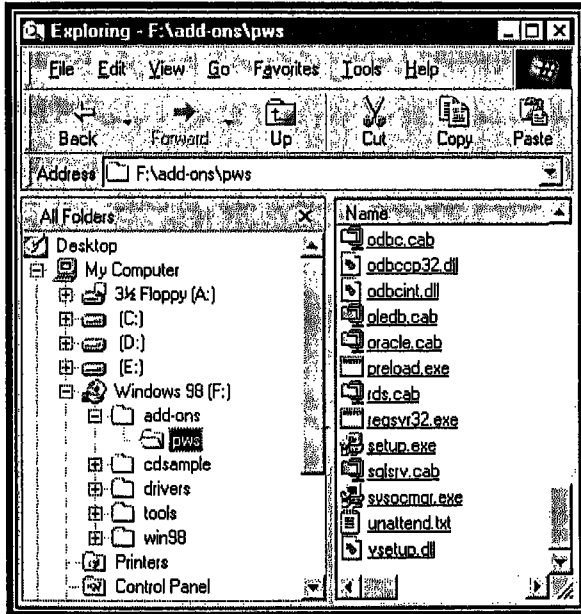 Exploring - F:\add-ons\pws
File Edit View Go Favorites Tools Help
Back Forward Up Cut Copy Paste
Address F:\add-ons\pws
All Folders
Desktop
My Computer
3½ Floppy (A:)
(C:)
(D:)
(E:)
Windows 98 (F:)
add-ons
pws
cdsample
drivers
tools
win98
Printers
Control Panel
Name
odbc.cab
odbccp32.dll
odbcint.dll
oledb.cab
oracle.cab
preload.exe
rds.cab
regsvr32.exe
setup.exe
sqlsrv.cab
sysocmgr.exe
unattend.txt
vsetup.dll